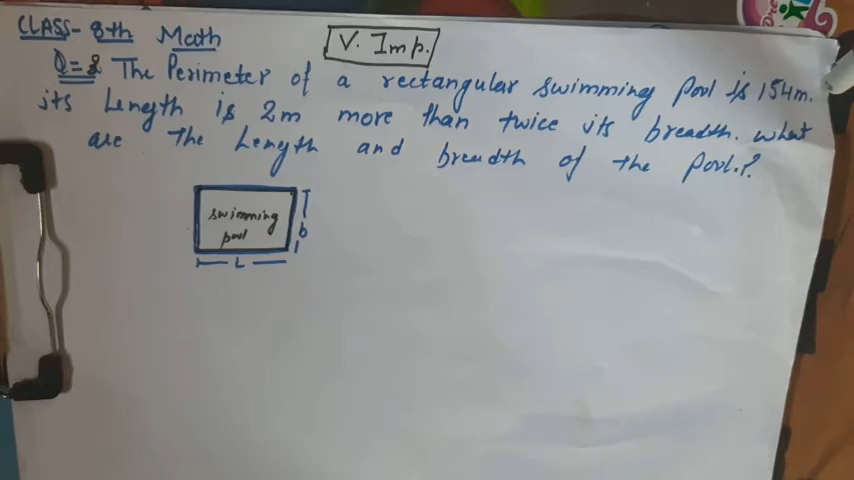 CLASS- 8th Math
V. Imp.
Q=2 The Perimeter of a rectangular swimming pool is 154m.
its Length is 2m more than twice its breadth. what
are the Length and breadth of the pool.?
swimming
pool
b
L